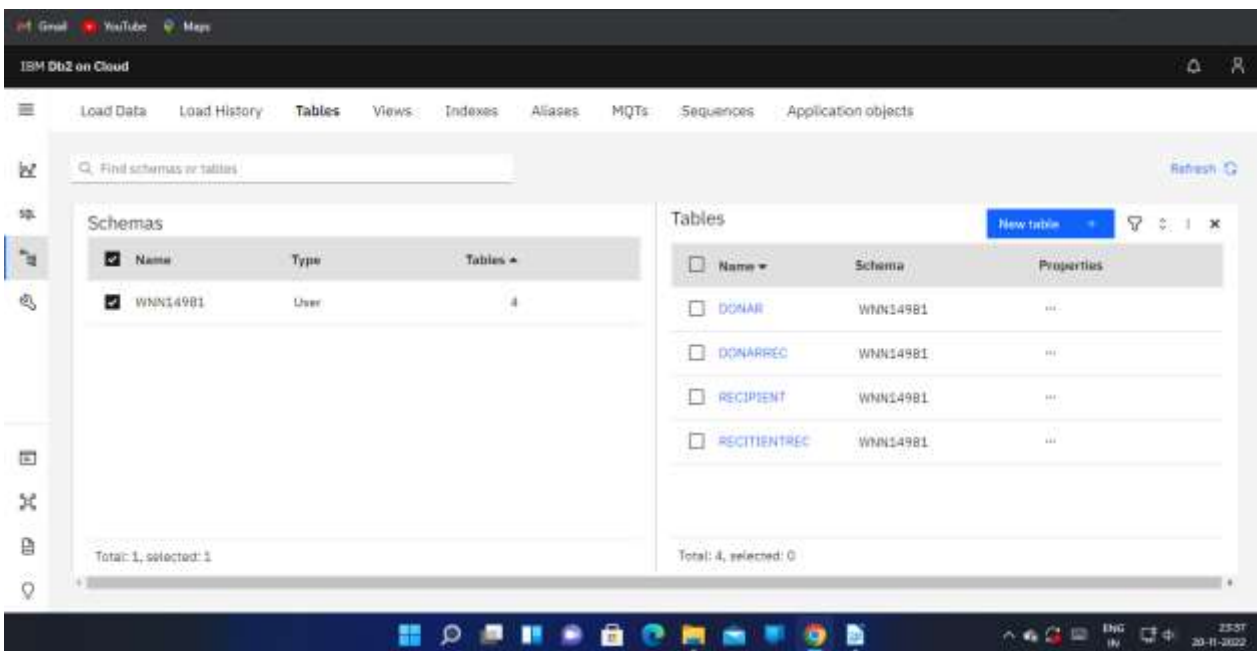 Gmail YouTube Maps
IBM Db2 on Cloud
Load Data Load History Tables Views Indexes Aliases MQTs Sequences Application objects
Find schemas or tables
Refresh
SQL
Schemas
Name Type Tables
WNN14981 User 4
Total: 1, selected: 1
Tables
New table +
Name Schema Properties
DONAR WNN14981 ...
DONARREC WNN14981 ...
RECIPIENT WNN14981 ...
RECITIENTREC WNN14981 ...
Total: 4, selected: 0
ENG
IN
23:37
20-11-2022